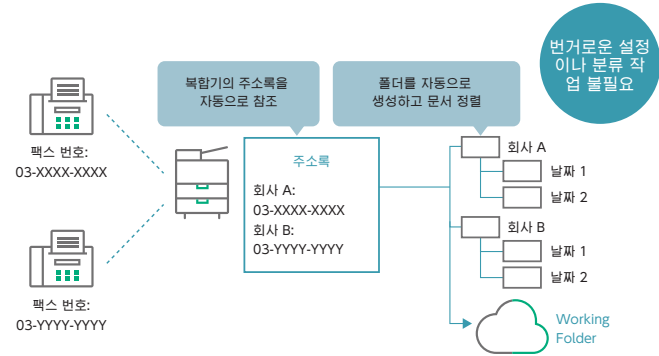 번거로운 설정
이나 분류 작
업 불필요
복합기의 주소록을
자동으로 참조
폴더를 자동으로
생성하고 문서 정렬
팩스 번호:
03-XXXX-XXXX
팩스 번호:
03-YYYY-YYYY
주소록
회사 A:
03-XXXX-XXXX
회사 B:
03-YYYY-YYYY
회사 A
날짜 1
날짜 2
회사 B
날짜 1
날짜 2
Working
Folder